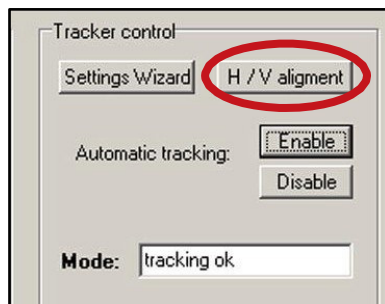 Tracker control
Settings Wizard H / V aligment
Automatic tracking: Enable
Disable
Mode: tracking ok